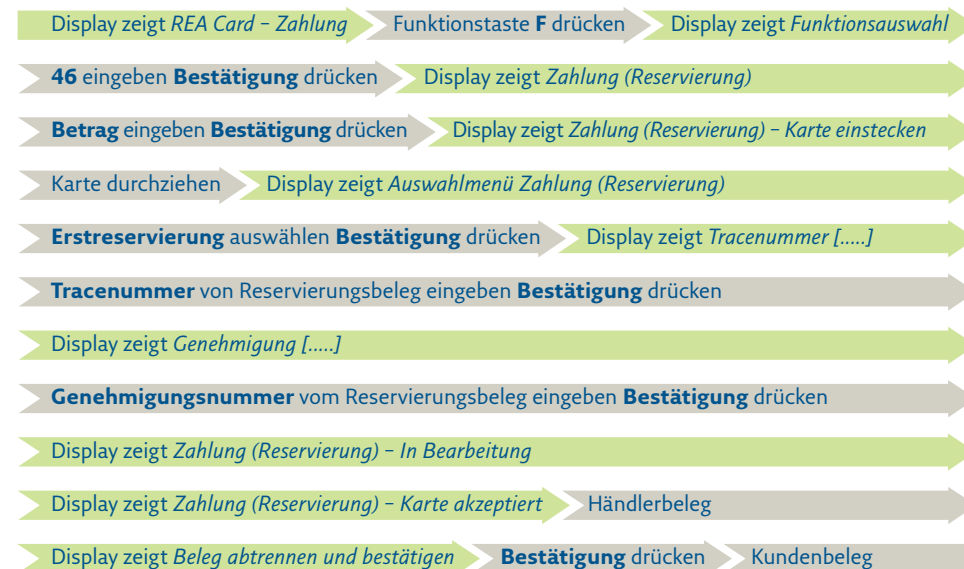 Display zeigt REA Card – Zahlung Funktionstaste F drücken Display zeigt Funktionsauswahl
46 eingeben Bestätigung drücken Display zeigt Zahlung (Reservierung)
Betrag eingeben Bestätigung drücken Display zeigt Zahlung (Reservierung) – Karte einstecken
Karte durchziehen Display zeigt Auswahlmenü Zahlung (Reservierung)
Erstreservierung auswählen Bestätigung drücken Display zeigt Tracenummer [.....]
Tracenummer von Reservierungsbeleg eingeben Bestätigung drücken
Display zeigt Genehmigung [.....]
Genehmigungsnummer vom Reservierungsbeleg eingeben Bestätigung drücken
Display zeigt Zahlung (Reservierung) – In Bearbeitung
Display zeigt Zahlung (Reservierung) – Karte akzeptiert Händlerbeleg
Display zeigt Beleg abtrennen und bestätigen Bestätigung drücken Kundenbeleg